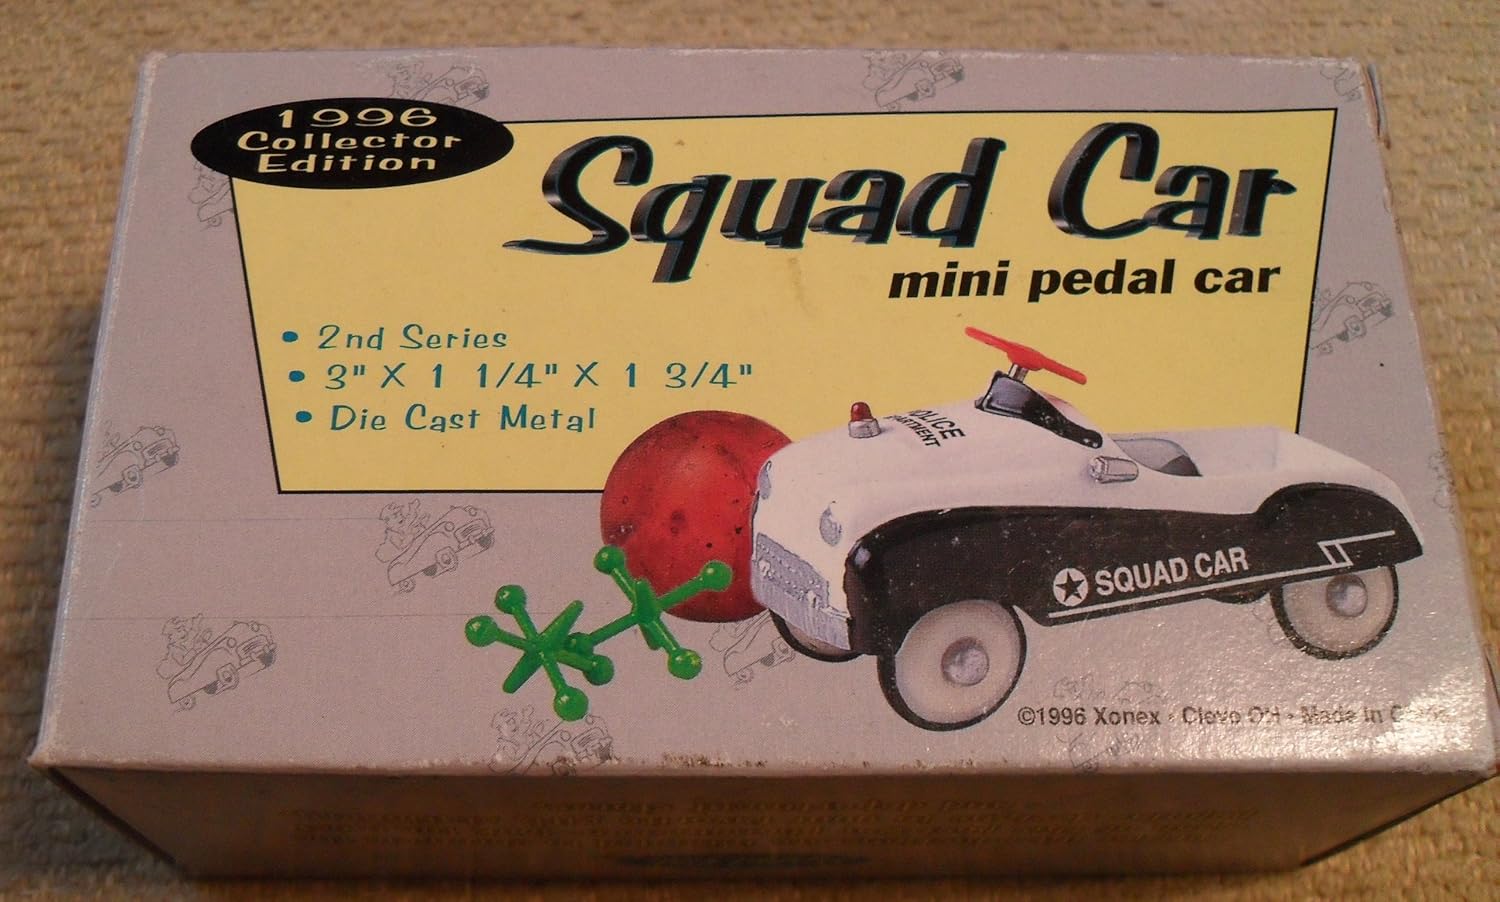 1996
Collector
Edition
Squad Car
mini pedal car
• 2nd Series
• 3" X 1 1/4" X 1 3/4"
• Die Cast Metal
POLICE
SQUAD CAR
©1996 Xonex • Clevo OH • Made in